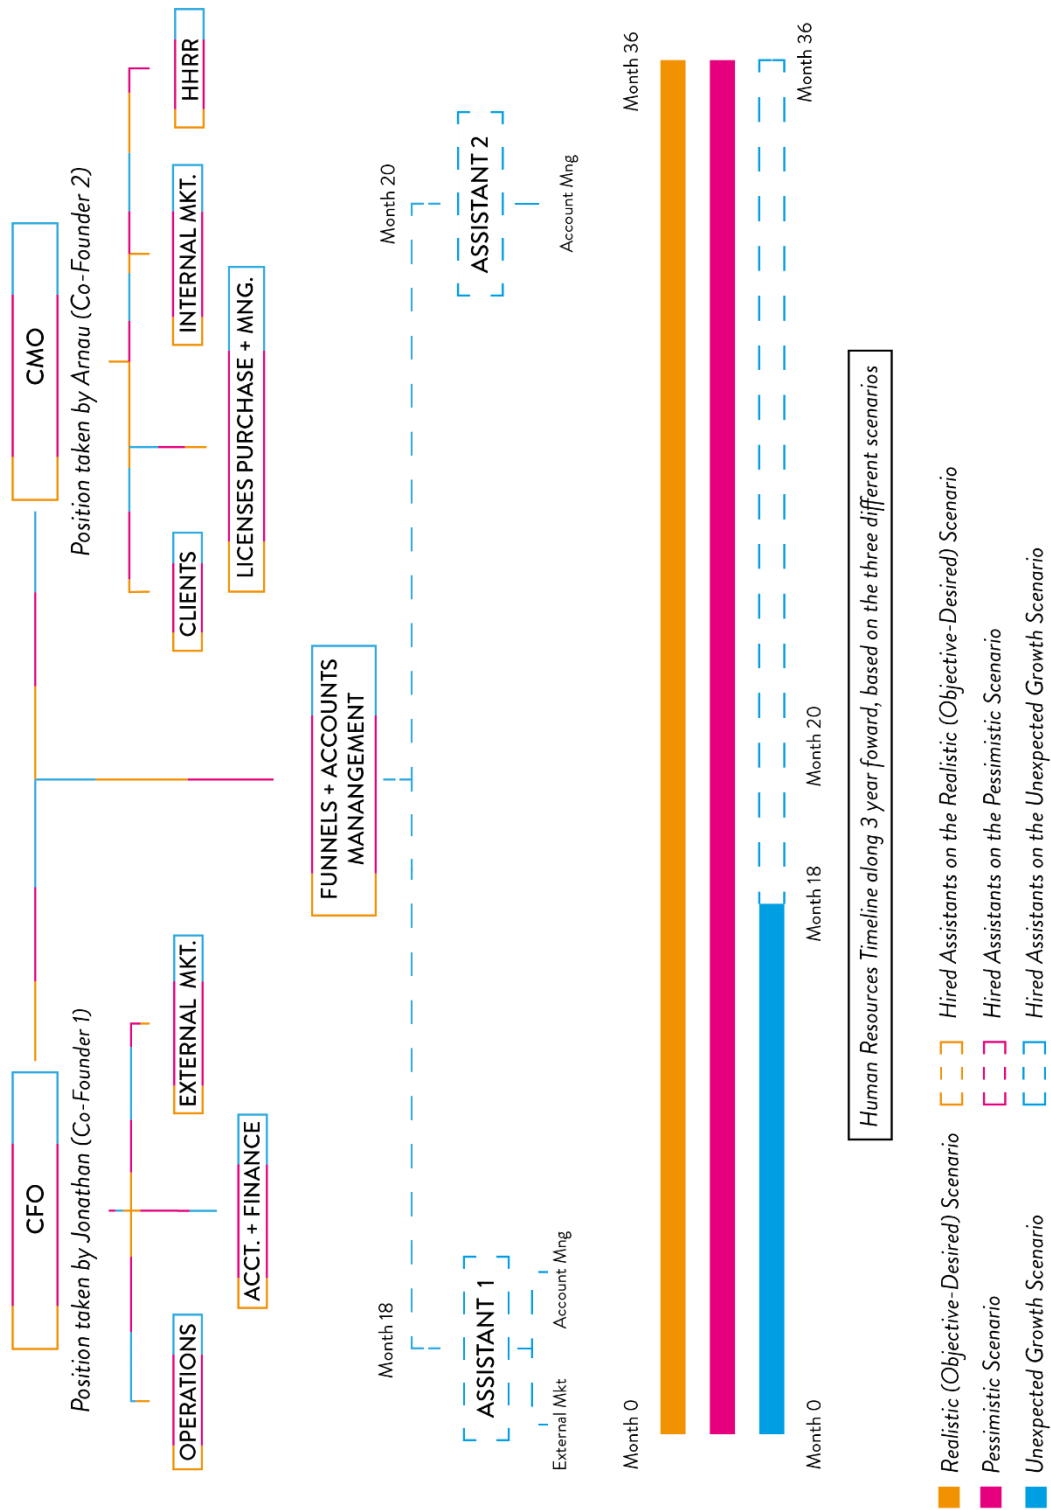 CFO
CMO
Position taken by Jonathan (Co-Founder 1)
Position taken by Arnau (Co-Founder 2)
OPERATIONS
EXTERNAL MKT.
CLIENTS
INTERNAL MKT.
HHRR
ACCT. + FINANCE
LICENSES PURCHASE + MNG.
FUNNELS + ACCOUNTS
MANANGEMENT
Month 18
Month 20
ASSISTANT 1
ASSISTANT 2
External Mkt
Account Mng
Account Mng
Month 0
Month 36
Month 0
Month 18
Month 20
Month 36
Human Resources Timeline along 3 year foward, based on the three different scenarios
Realistic (Objective-Desired) Scenario
Hired Assistants on the Realistic (Objective-Desired) Scenario
Pessimistic Scenario
Hired Assistants on the Pessimistic Scenario
Unexpected Growth Scenario
Hired Assistants on the Unexpected Growth Scenario